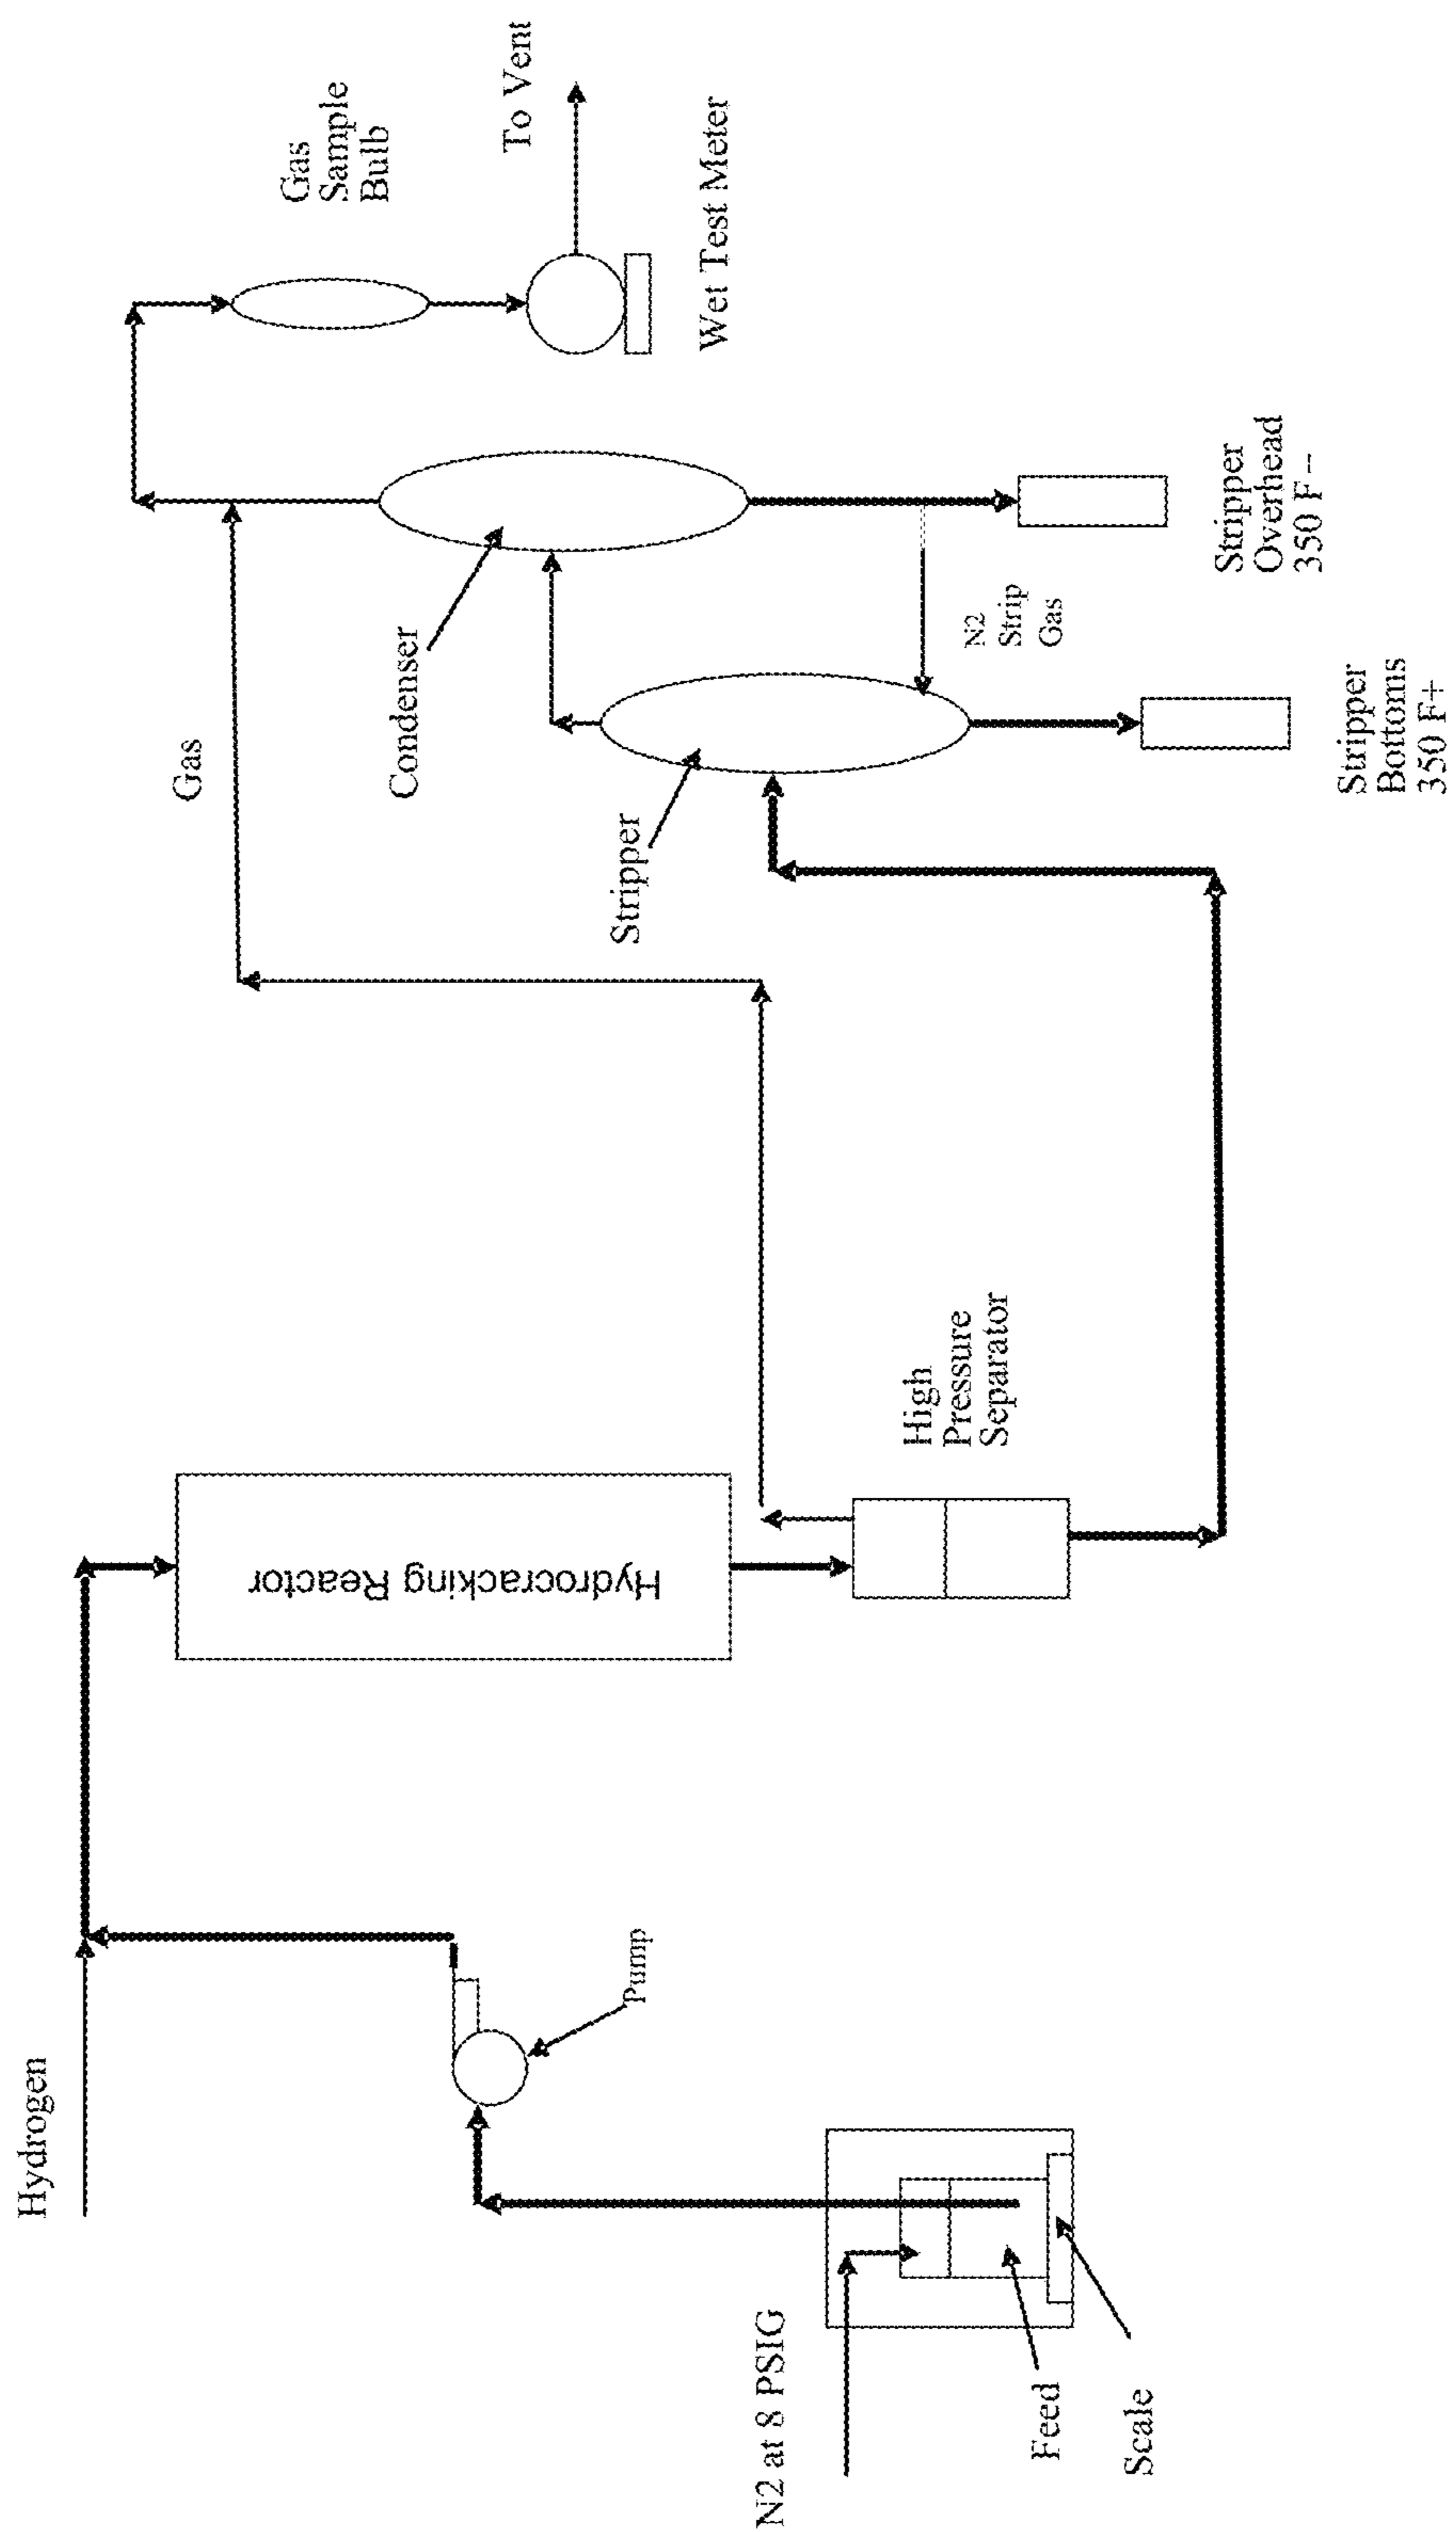 Hydrogen
N2 at 8 PSIG
Feed
Scale
Pump
Hydrocracking Reactor
High
Pressure
Separator
Gas
Stripper
Condenser
N2
Strip
Gas
Stripper
Bottoms
350 F+
Stripper
Overhead
350 F–
Gas
Sample
Bulb
To Vent
Wet Test Meter